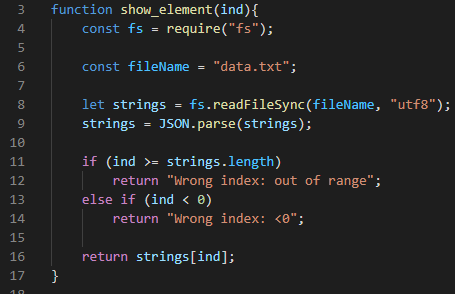 3 function show_element(ind){
4     const fs = require("fs");
5
6     const fileName = "data.txt";
7
8     let strings = fs.readFileSync(fileName, "utf8");
9     strings = JSON.parse(strings);
10
11     if (ind >= strings.length)
12         return "Wrong index: out of range";
13     else if (ind < 0)
14         return "Wrong index: <0";
15
16     return strings[ind];
17 }